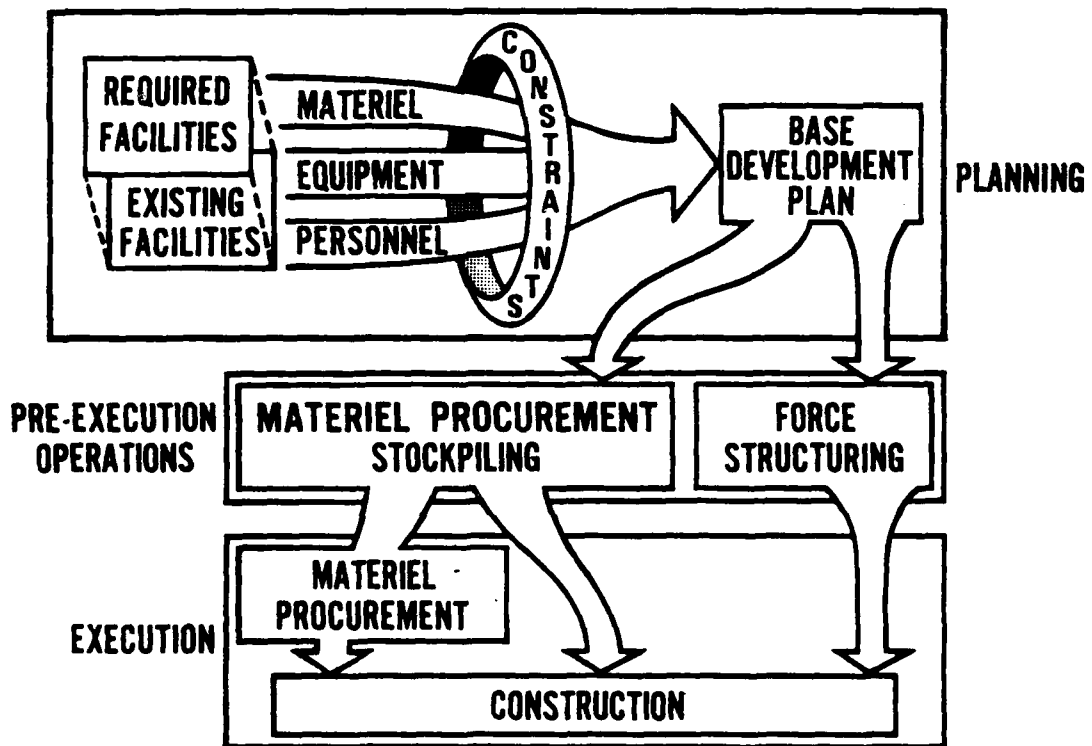 REQUIRED
FACILITIES
EXISTING
FACILITIES
MATERIEL
EQUIPMENT
PERSONNEL
CONSTRAINTS
BASE
DEVELOPMENT
PLAN
PLANNING
PRE-EXECUTION
OPERATIONS
MATERIEL PROCUREMENT
STOCKPILING
FORCE
STRUCTURING
EXECUTION
MATERIEL
PROCUREMENT
CONSTRUCTION